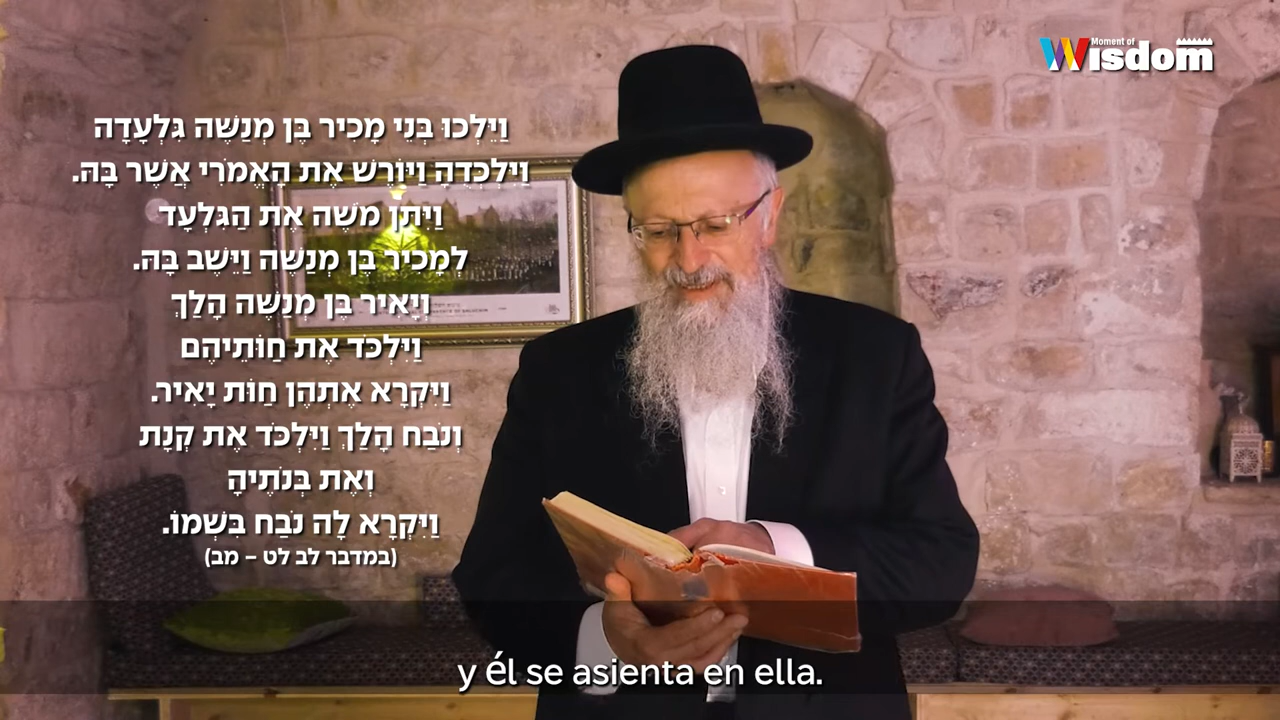 Moment of
Wisdom
וַיֵּלְכוּ בְּנֵי מָכִיר בֶּן מְנַשֶּׁה גִּלְעָדָה
וַיִּלְכְּדֻהָ וַיּוֹרֶשׁ אֶת הָאֱמֹרִי אֲשֶׁר בָּהּ.
וַיִּתֵּן מֹשֶׁה אֶת הַגִּלְעָד
לְמָכִיר בֶּן מְנַשֶּׁה וַיֵּשֶׁב בָּהּ.
וְיָאִיר בֶּן מְנַשֶּׁה הָלַךְ
וַיִּלְכֹּד אֶת חַוֹּתֵיהֶם
וַיִּקְרָא אֶתְהֶן חַוֹּת יָאִיר.
וְנֹבַח הָלַךְ וַיִּלְכֹּד אֶת קְנָת
וְאֶת בְּנֹתֶיהָ
וַיִּקְרָא לָה נֹבַח בִּשְׁמוֹ.
(במדבר לב לט – מב)
y él se asienta en ella.